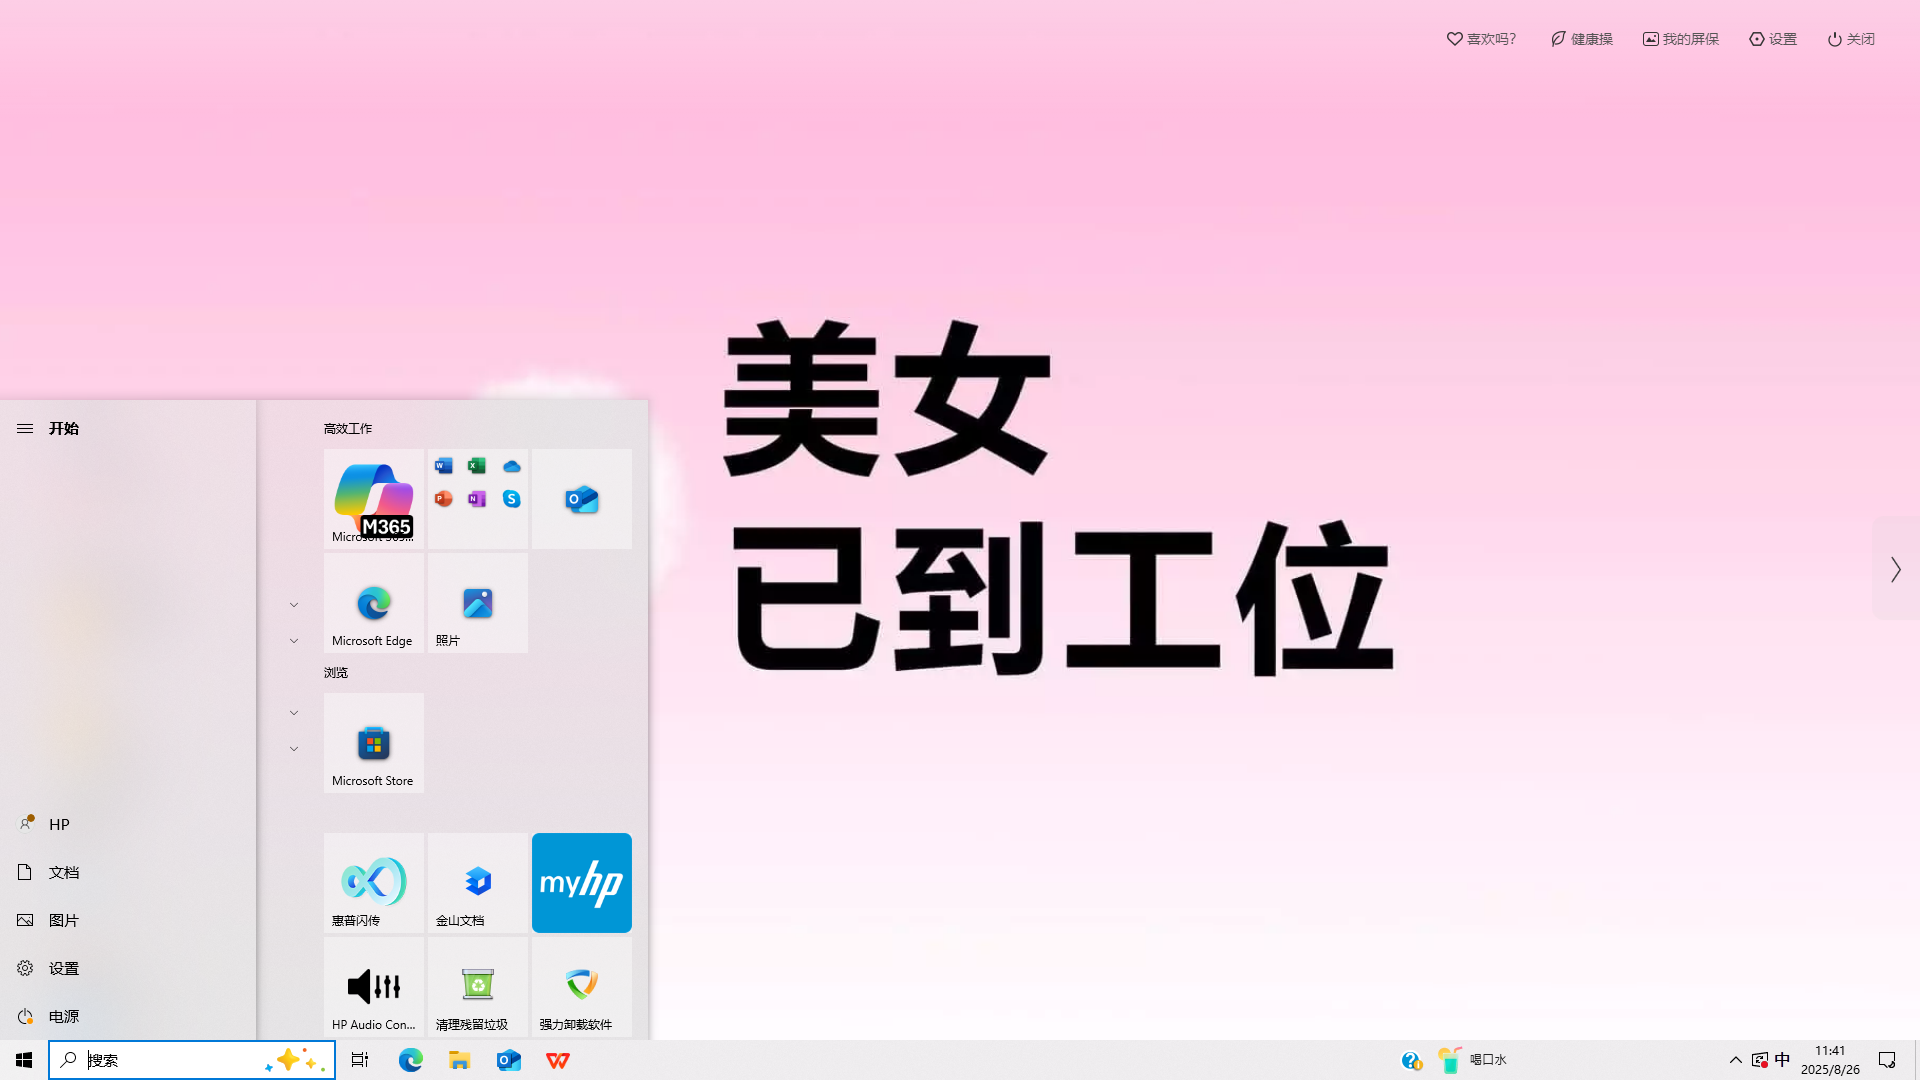 喜欢吗?
健康操
我的屏保
设置
关闭
美女
已到工位
开始
HP
文档
图片
设置
电源
高效工作
M365
Microsoft 365...
Microsoft Edge
照片
浏览
Microsoft Store
惠普闪传
金山文档
myhp
HP Audio Con...
清理残留垃圾
强力卸载软件
搜索
喝口水
中
11:41
2025/8/26